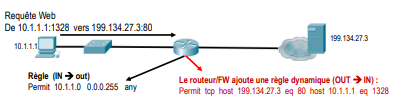 Requête Web
De 10.1.1.1:1328 vers 199.134.27.3:80
10.1.1.1
199.134.27.3
Règle (IN → out)
Permit 10.1.1.0 0.0.0.255 any
Le routeur/FW ajoute une règle dynamique (OUT → IN) :
Permit tcp host 199.134.27.3 eq 80 host 10.1.1.1 eq 1328